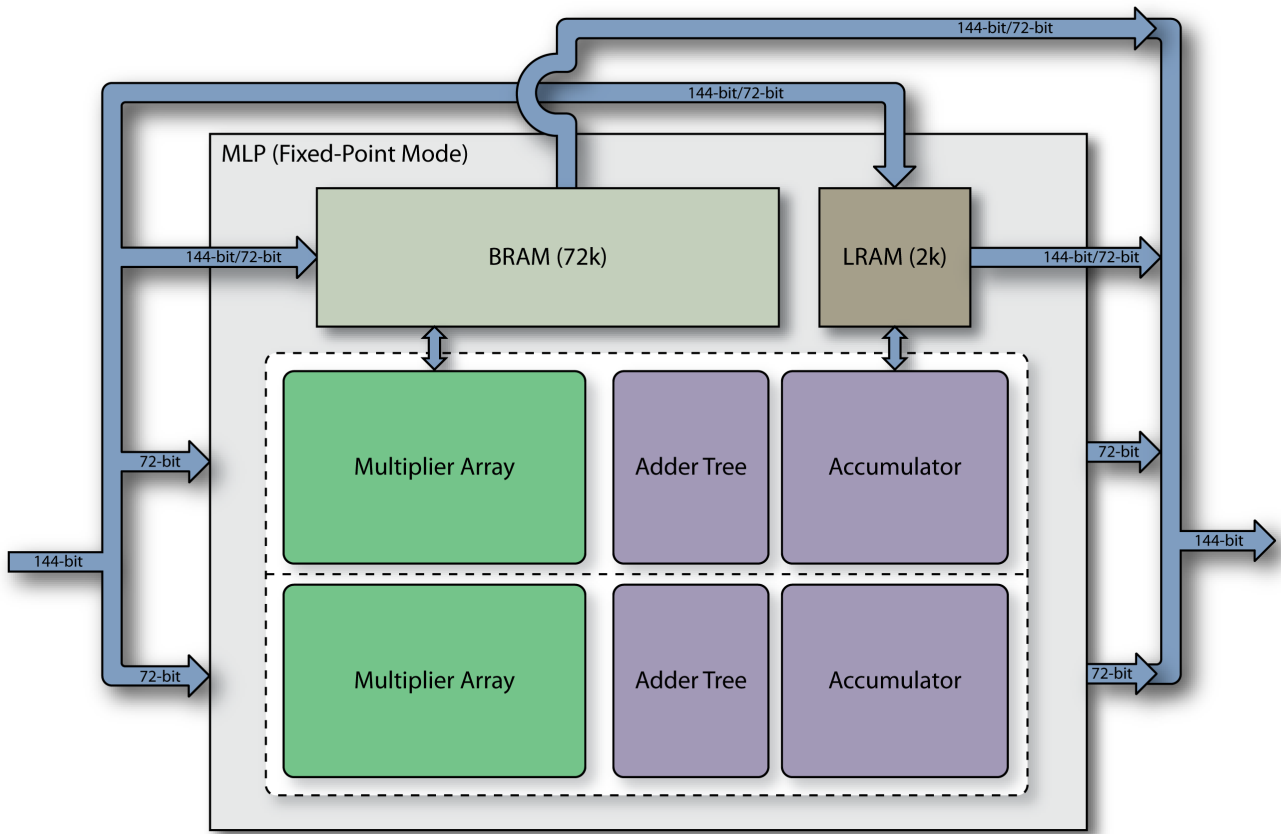 144-bit/72-bit
144-bit/72-bit
MLP (Fixed-Point Mode)
144-bit/72-bit
BRAM (72k)
LRAM (2k)
144-bit/72-bit
72-bit
Multiplier Array
Adder Tree
Accumulator
72-bit
144-bit
144-bit
72-bit
Multiplier Array
Adder Tree
Accumulator
72-bit